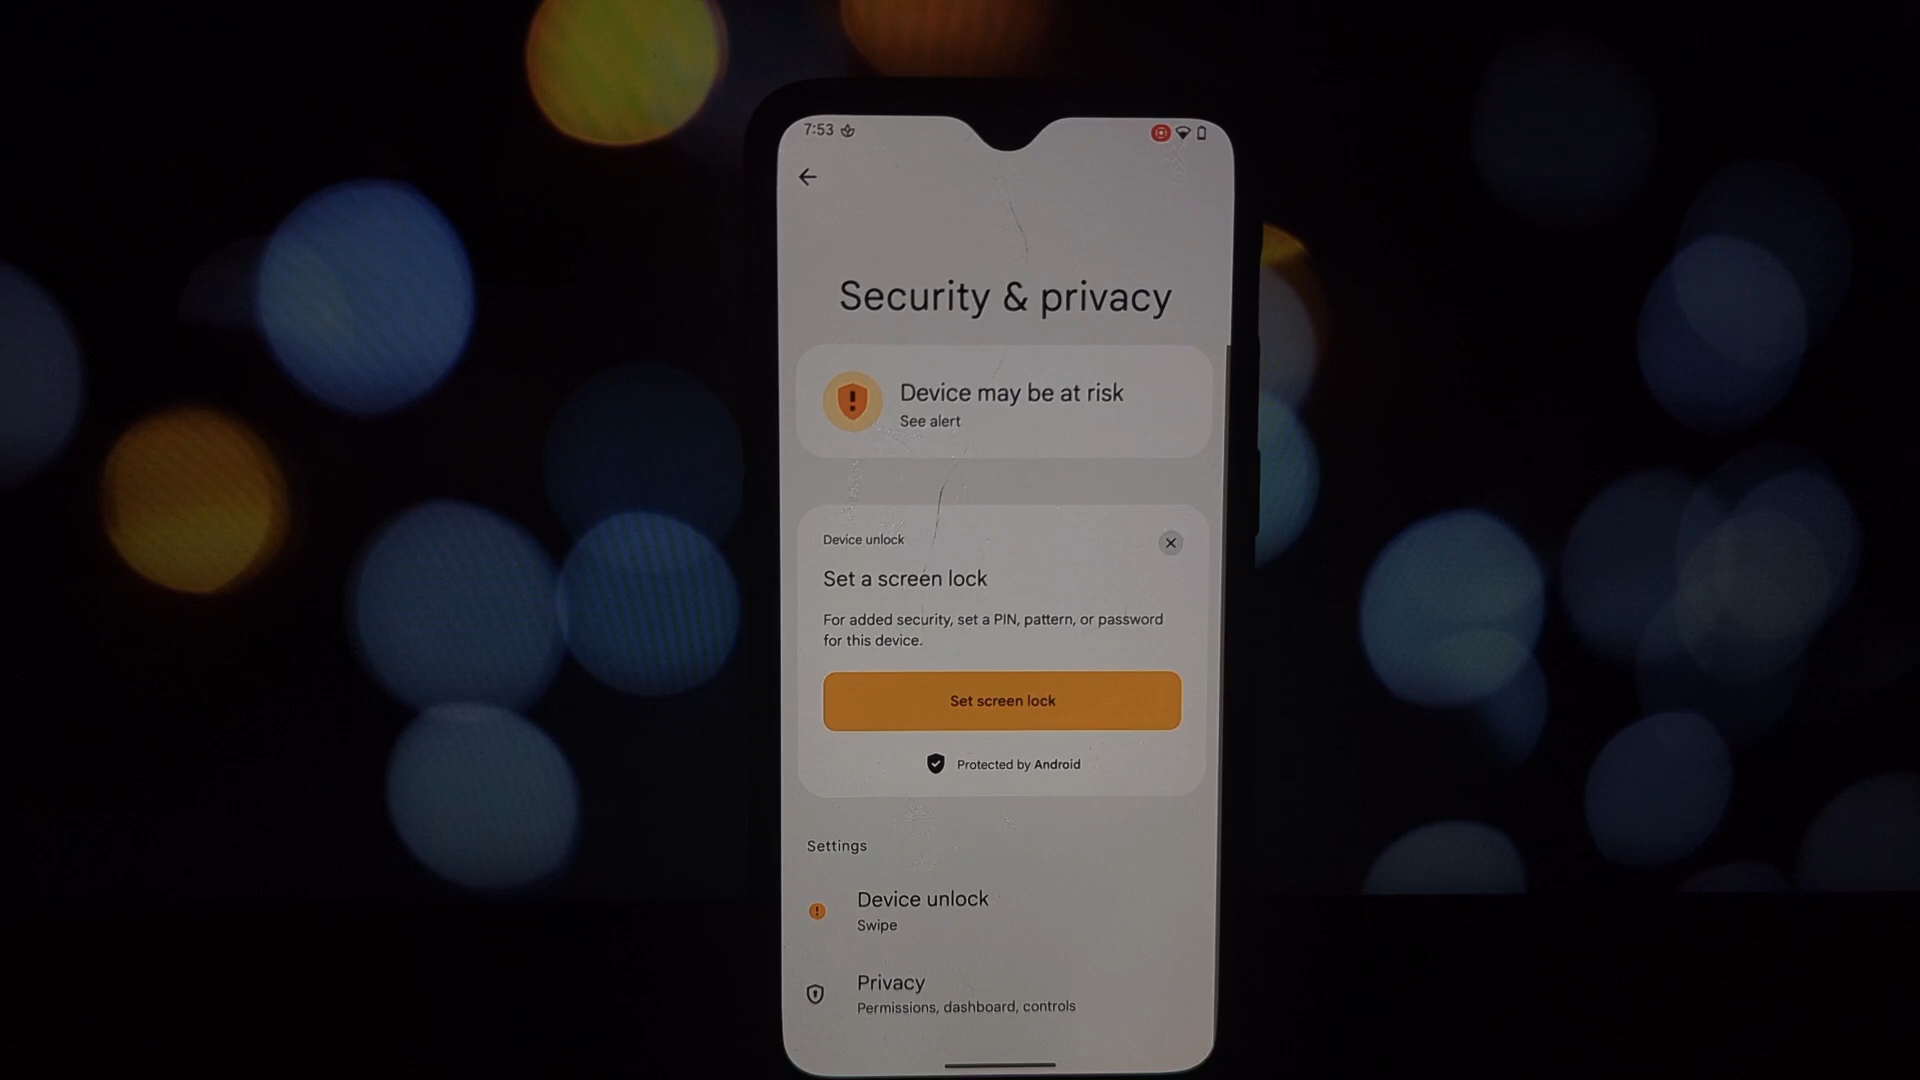 7:53
Security & privacy
Device may be at risk
See alert
Device unlock
Set a screen lock
For added security, set a PIN, pattern, or password
for this device.
Set screen lock
Protected by Android
Settings
Device unlock
Swipe
Privacy
Permissions, dashboard, controls